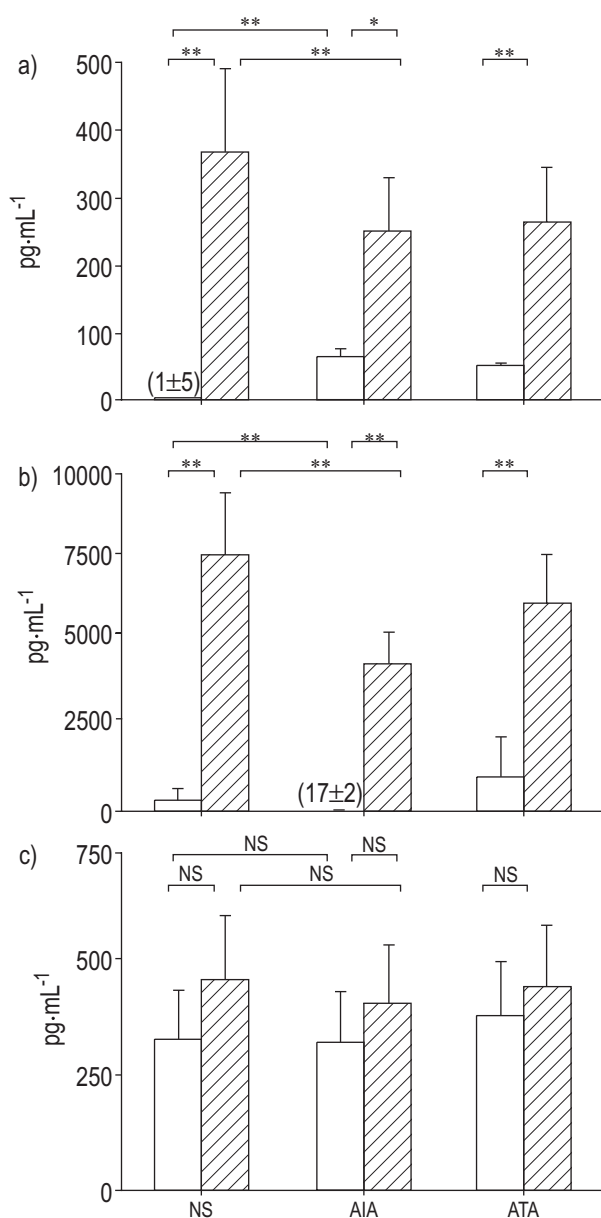 ** *
a) ** ** **
500
400
pg·mL⁻¹
300
200
100
(1±5)
0
** **
b) ** ** **
10000
7500
pg·mL⁻¹
5000
2500
(17±2)
0
NS NS
c) NS NS NS
750
500
pg·mL⁻¹
250
0
NS AIA ATA